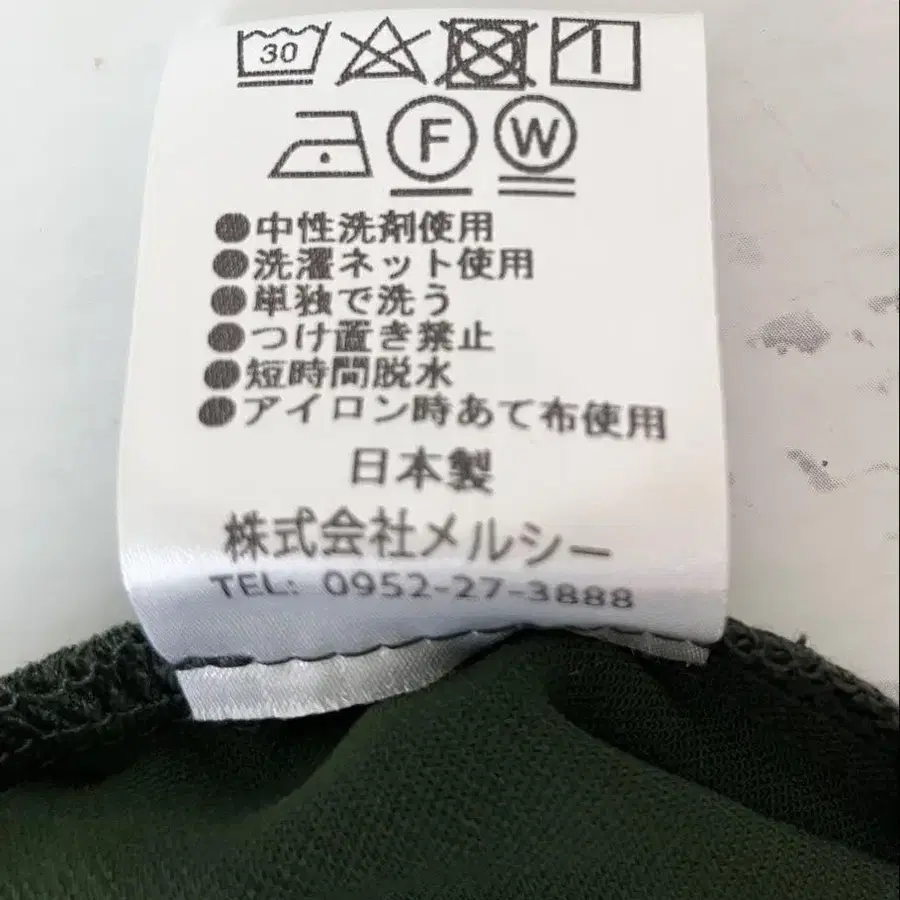 30
F W
●中性洗剤使用
●洗濯ネット使用
●単独で洗う
●つけ置き禁止
●短時間脱水
●アイロン時あて布使用
日本製
株式会社メルシー
TEL: 0952-27-3888